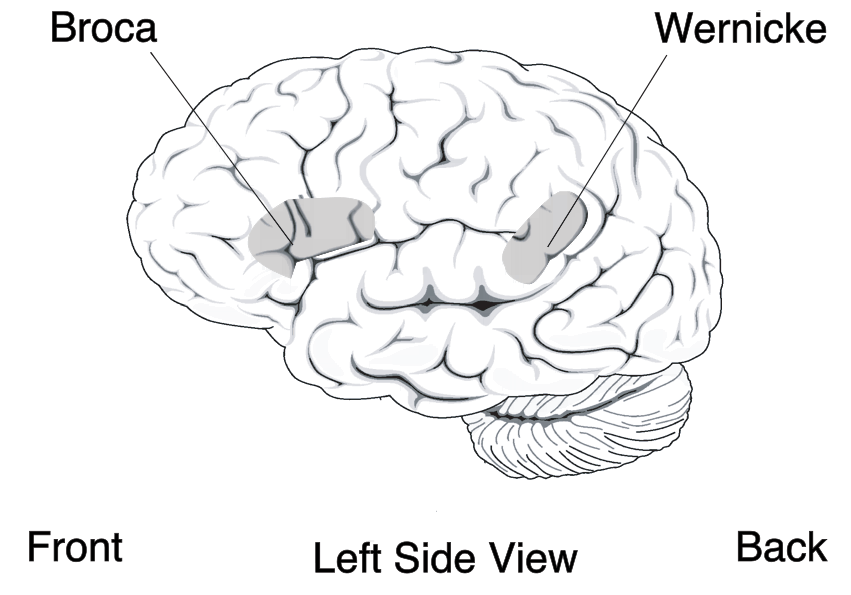 Broca
Wernicke
Front
Left Side View
Back